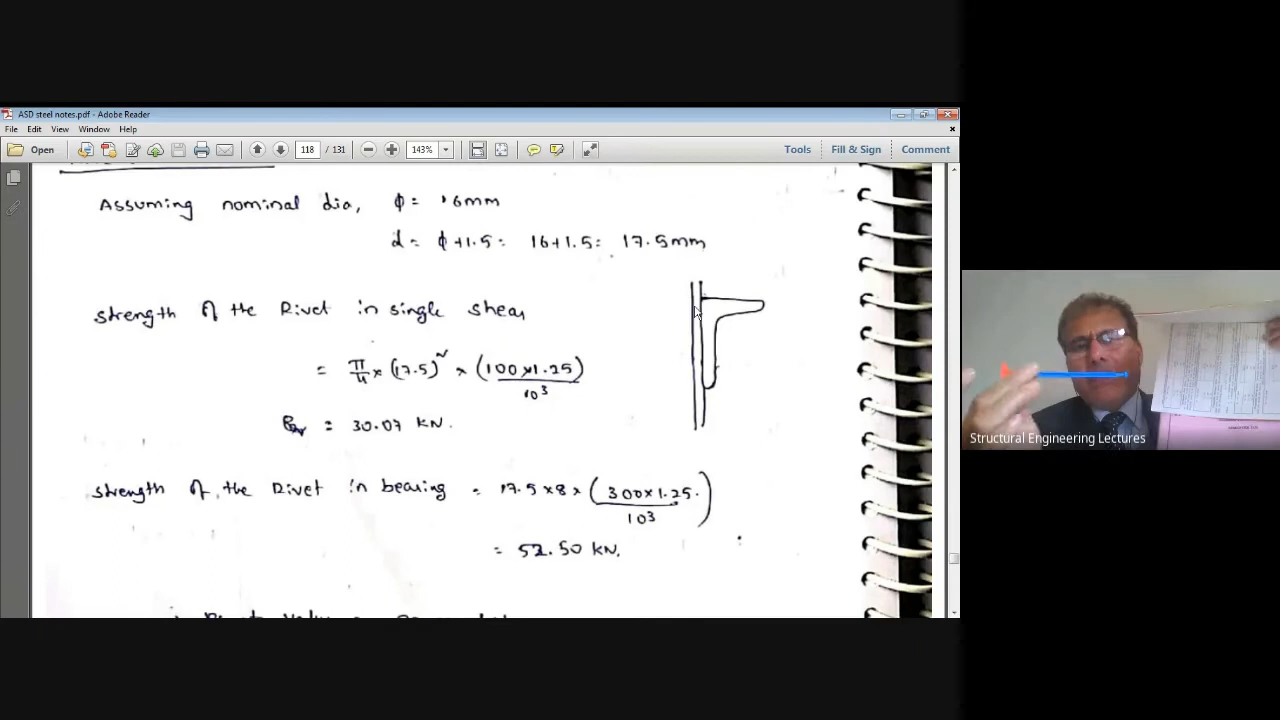 ASD steel notes.pdf - Adobe Reader
File Edit View Window Help
Open 118 / 131 143% Tools Fill & Sign Comment
Assuming nominal dia, ϕ = 16mm
d = ϕ+1.5 = 16+1.5 = 17.5mm
strength of the Rivet in single shear
= π/4 × (17.5)² × (100×1.25)/10³
= 30.07 KN.
strength of the Rivet in bearing = 17.5×8× (300×1.25/10³)
= 52.50 KN.
Structural Engineering Lectures